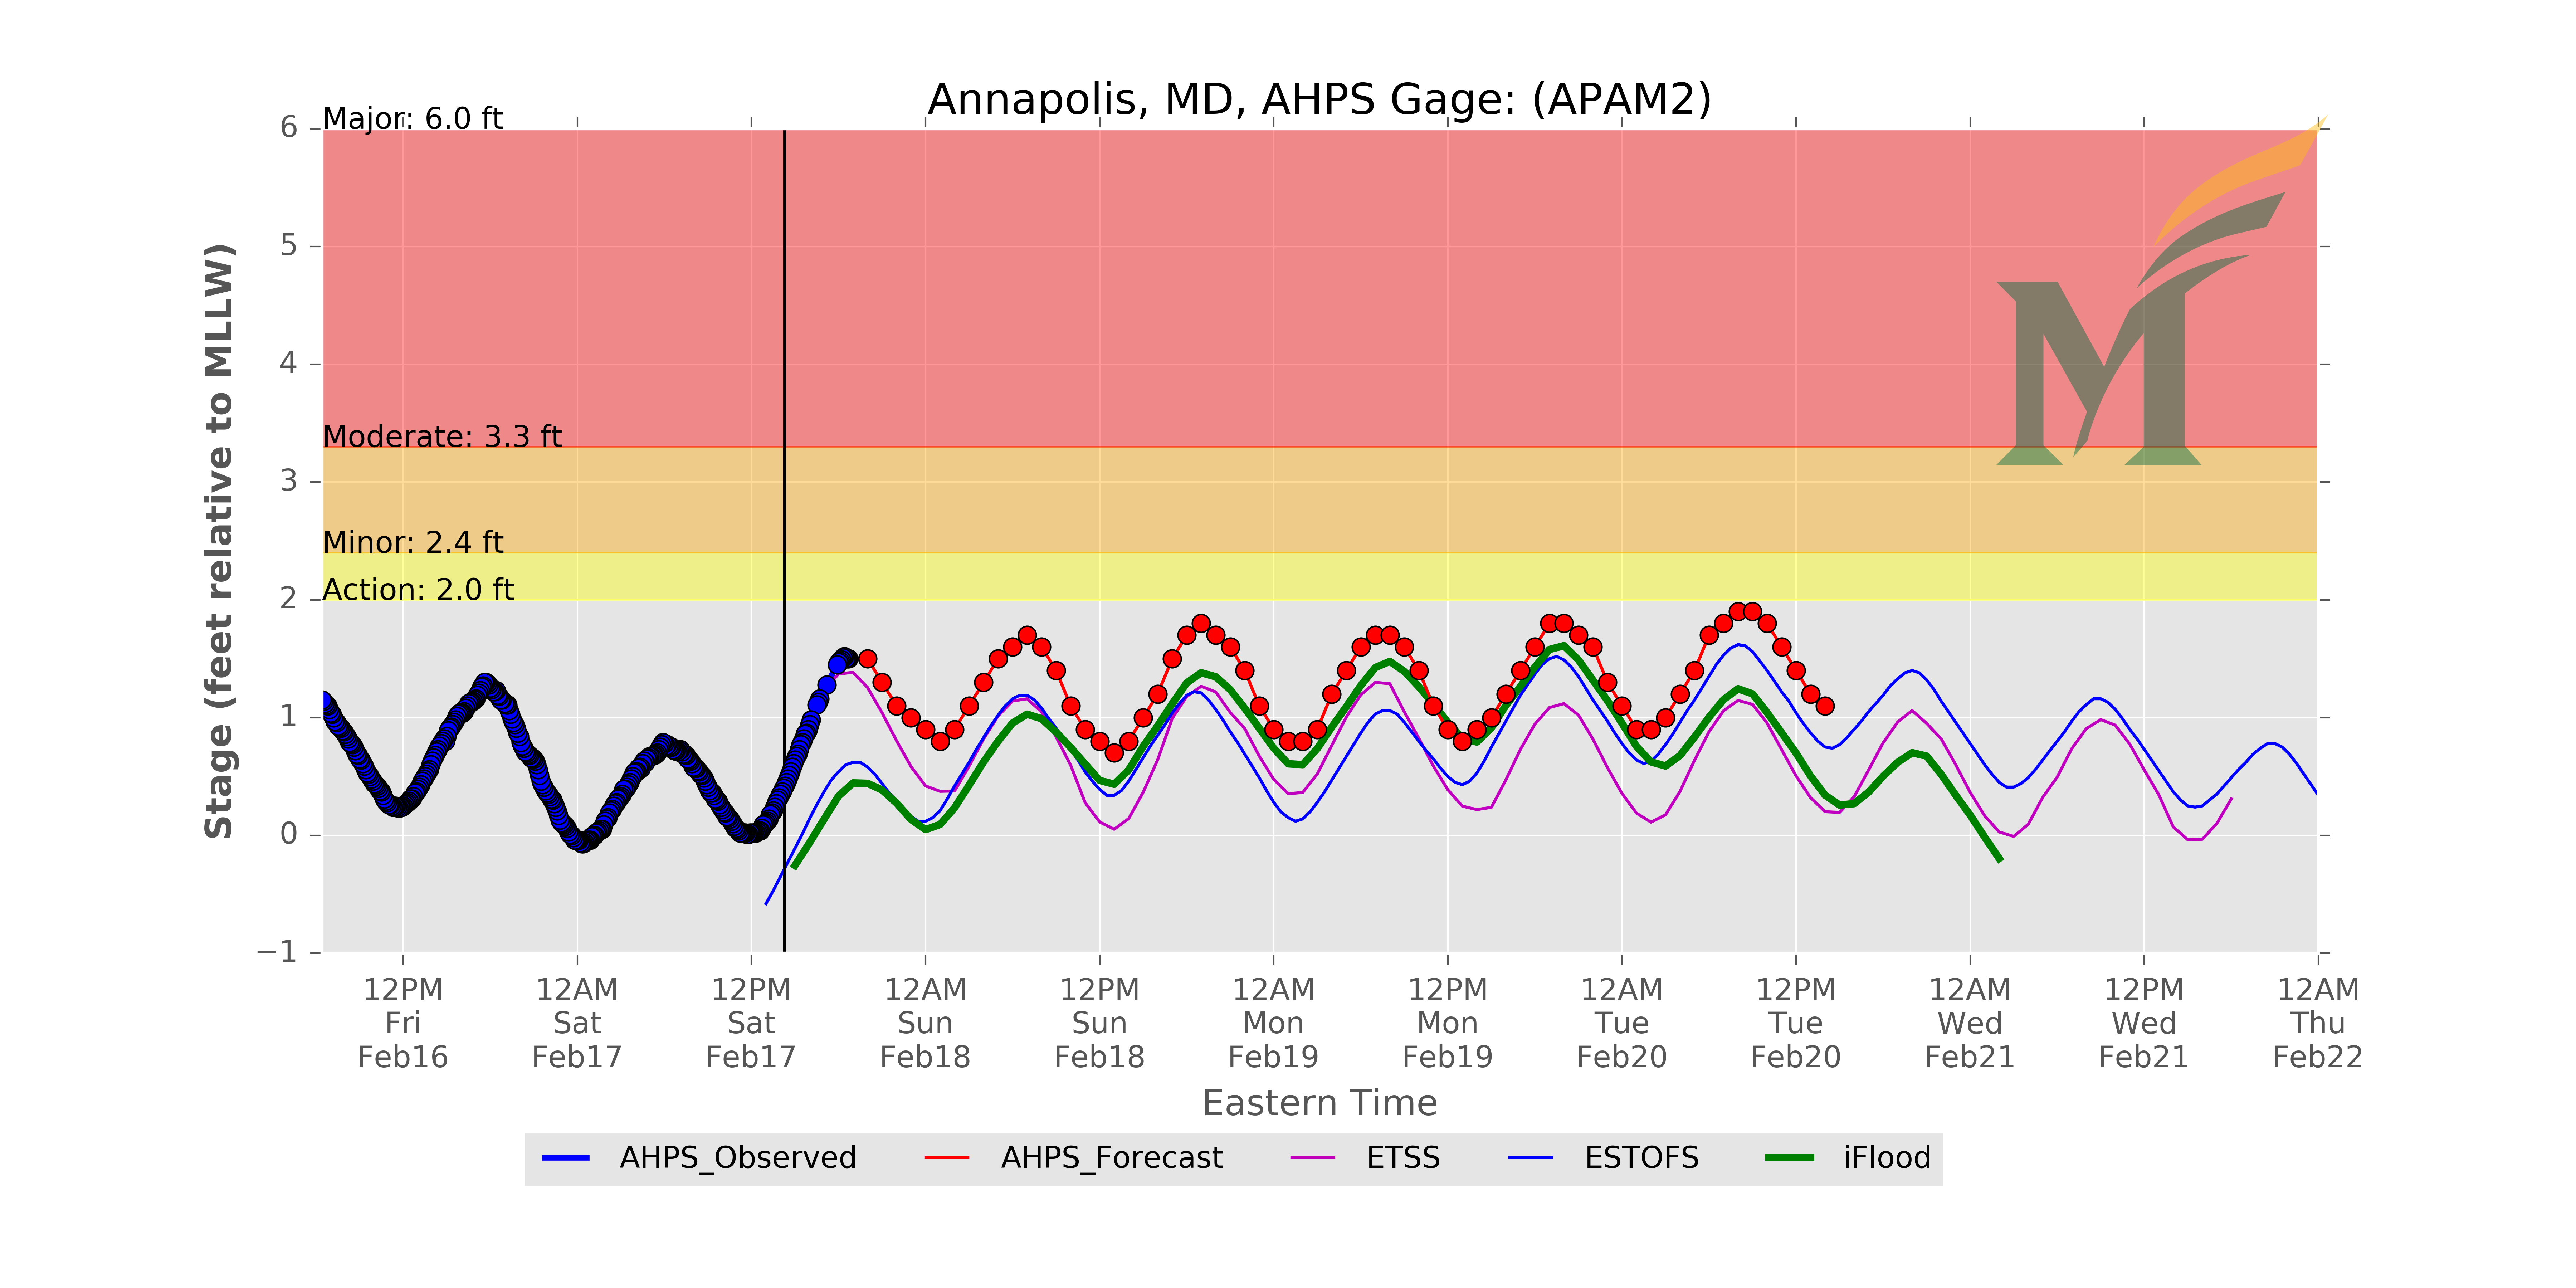 Annapolis, MD, AHPS Gage: (APAM2)
Major: 6.0 ft
Moderate: 3.3 ft
Minor: 2.4 ft
Action: 2.0 ft
Stage (feet relative to MLLW)
6
5
4
3
2
1
0
−1
12PM Fri Feb16
12AM Sat Feb17
12PM Sat Feb17
12AM Sun Feb18
12PM Sun Feb18
12AM Mon Feb19
12PM Mon Feb19
12AM Tue Feb20
12PM Tue Feb20
12AM Wed Feb21
12PM Wed Feb21
12AM Thu Feb22
Eastern Time
AHPS_Observed
AHPS_Forecast
ETSS
ESTOFS
iFlood
M